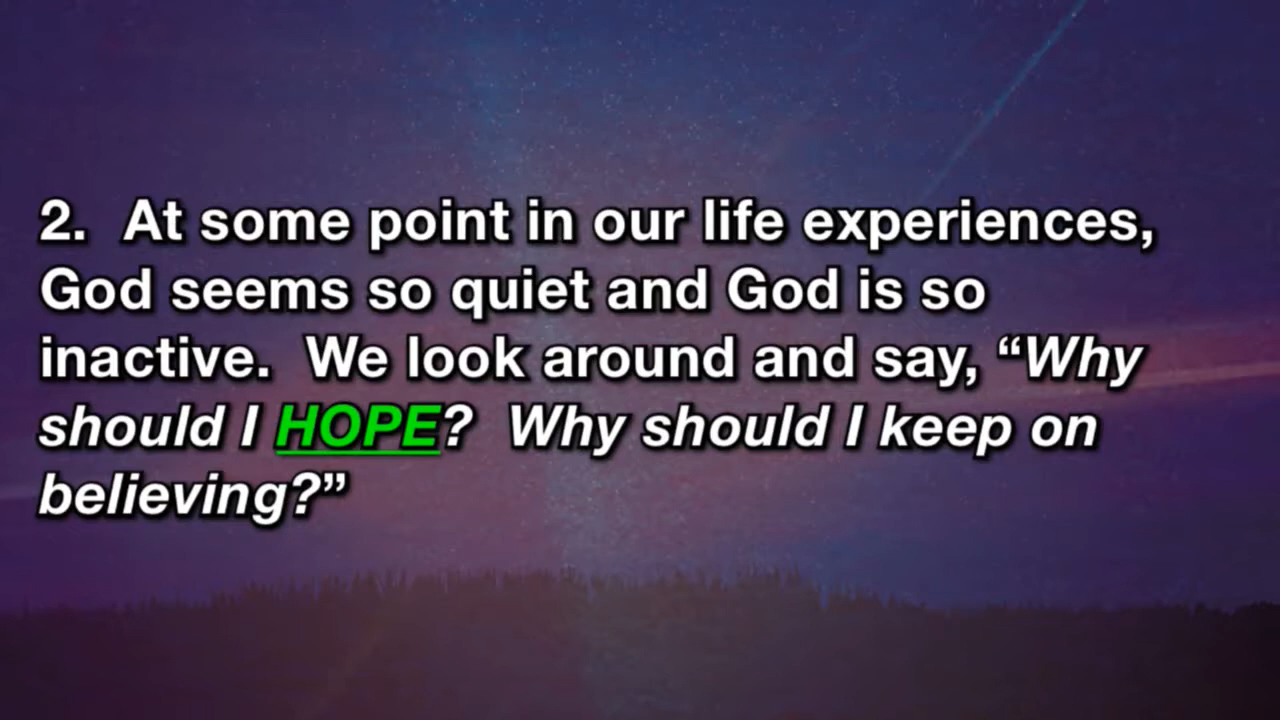 2.  At some point in our life experiences,
God seems so quiet and God is so
inactive.  We look around and say, “Why
should I HOPE?  Why should I keep on
believing?”